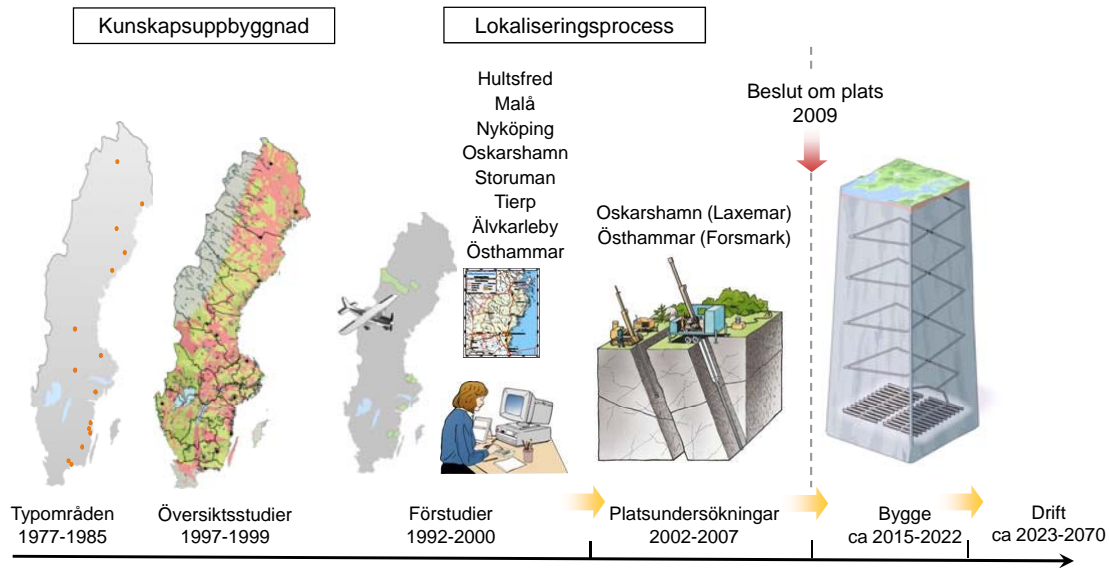 Kunskapsuppbyggnad
Lokaliseringsprocess
Hultsfred
Malå
Nyköping
Oskarshamn
Storuman
Tierp
Älvkarleby
Östhammar
Oskarshamn (Laxemar)
Östhammar (Forsmark)
Beslut om plats
2009
Typområden
1977-1985
Översiktsstudier
1997-1999
Förstudier
1992-2000
Platsundersökningar
2002-2007
Bygge
ca 2015-2022
Drift
ca 2023-2070